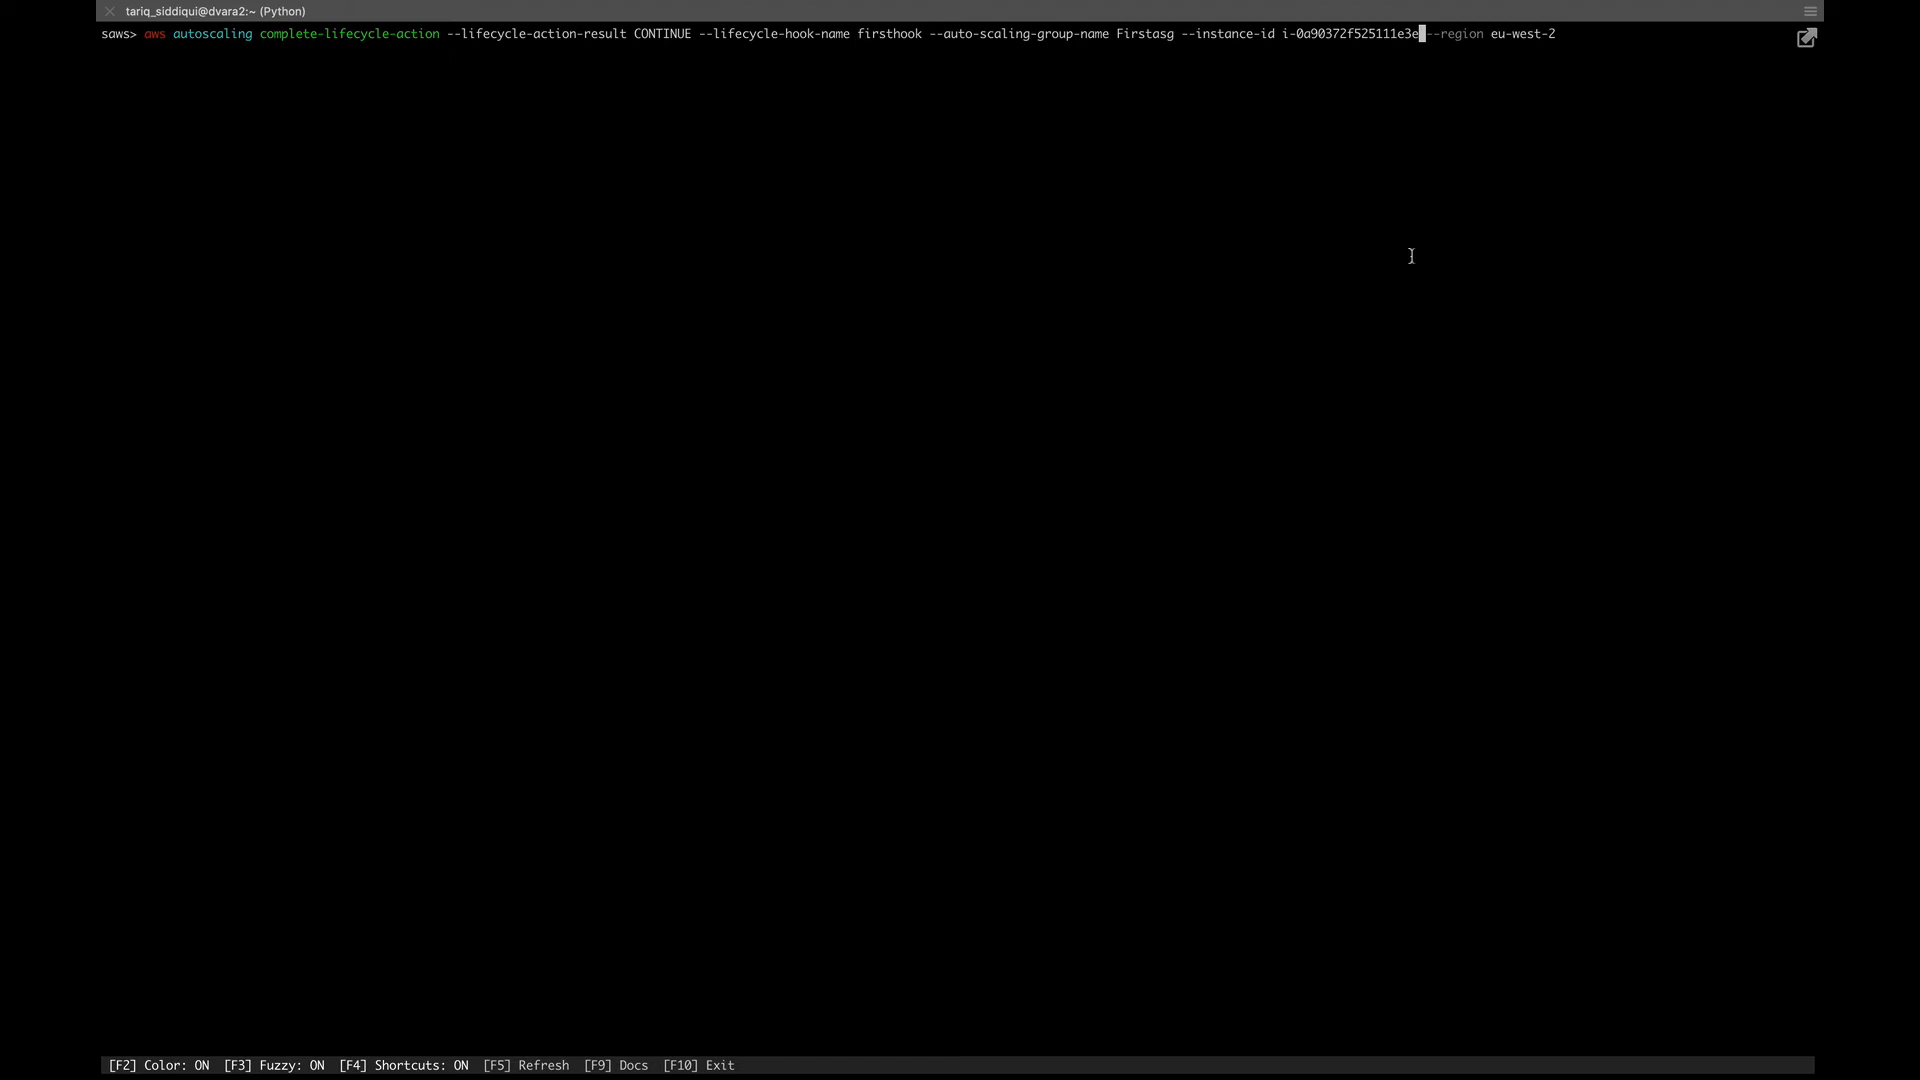 tariq_siddiqui@dvara2:~ (Python)
saws> aws autoscaling complete-lifecycle-action --lifecycle-action-result CONTINUE --lifecycle-hook-name firsthook --auto-scaling-group-name Firstasg --instance-id i-0a90372f525111e3e --region eu-west-2
[F2] Color: ON [F3] Fuzzy: ON [F4] Shortcuts: ON [F5] Refresh [F9] Docs [F10] Exit